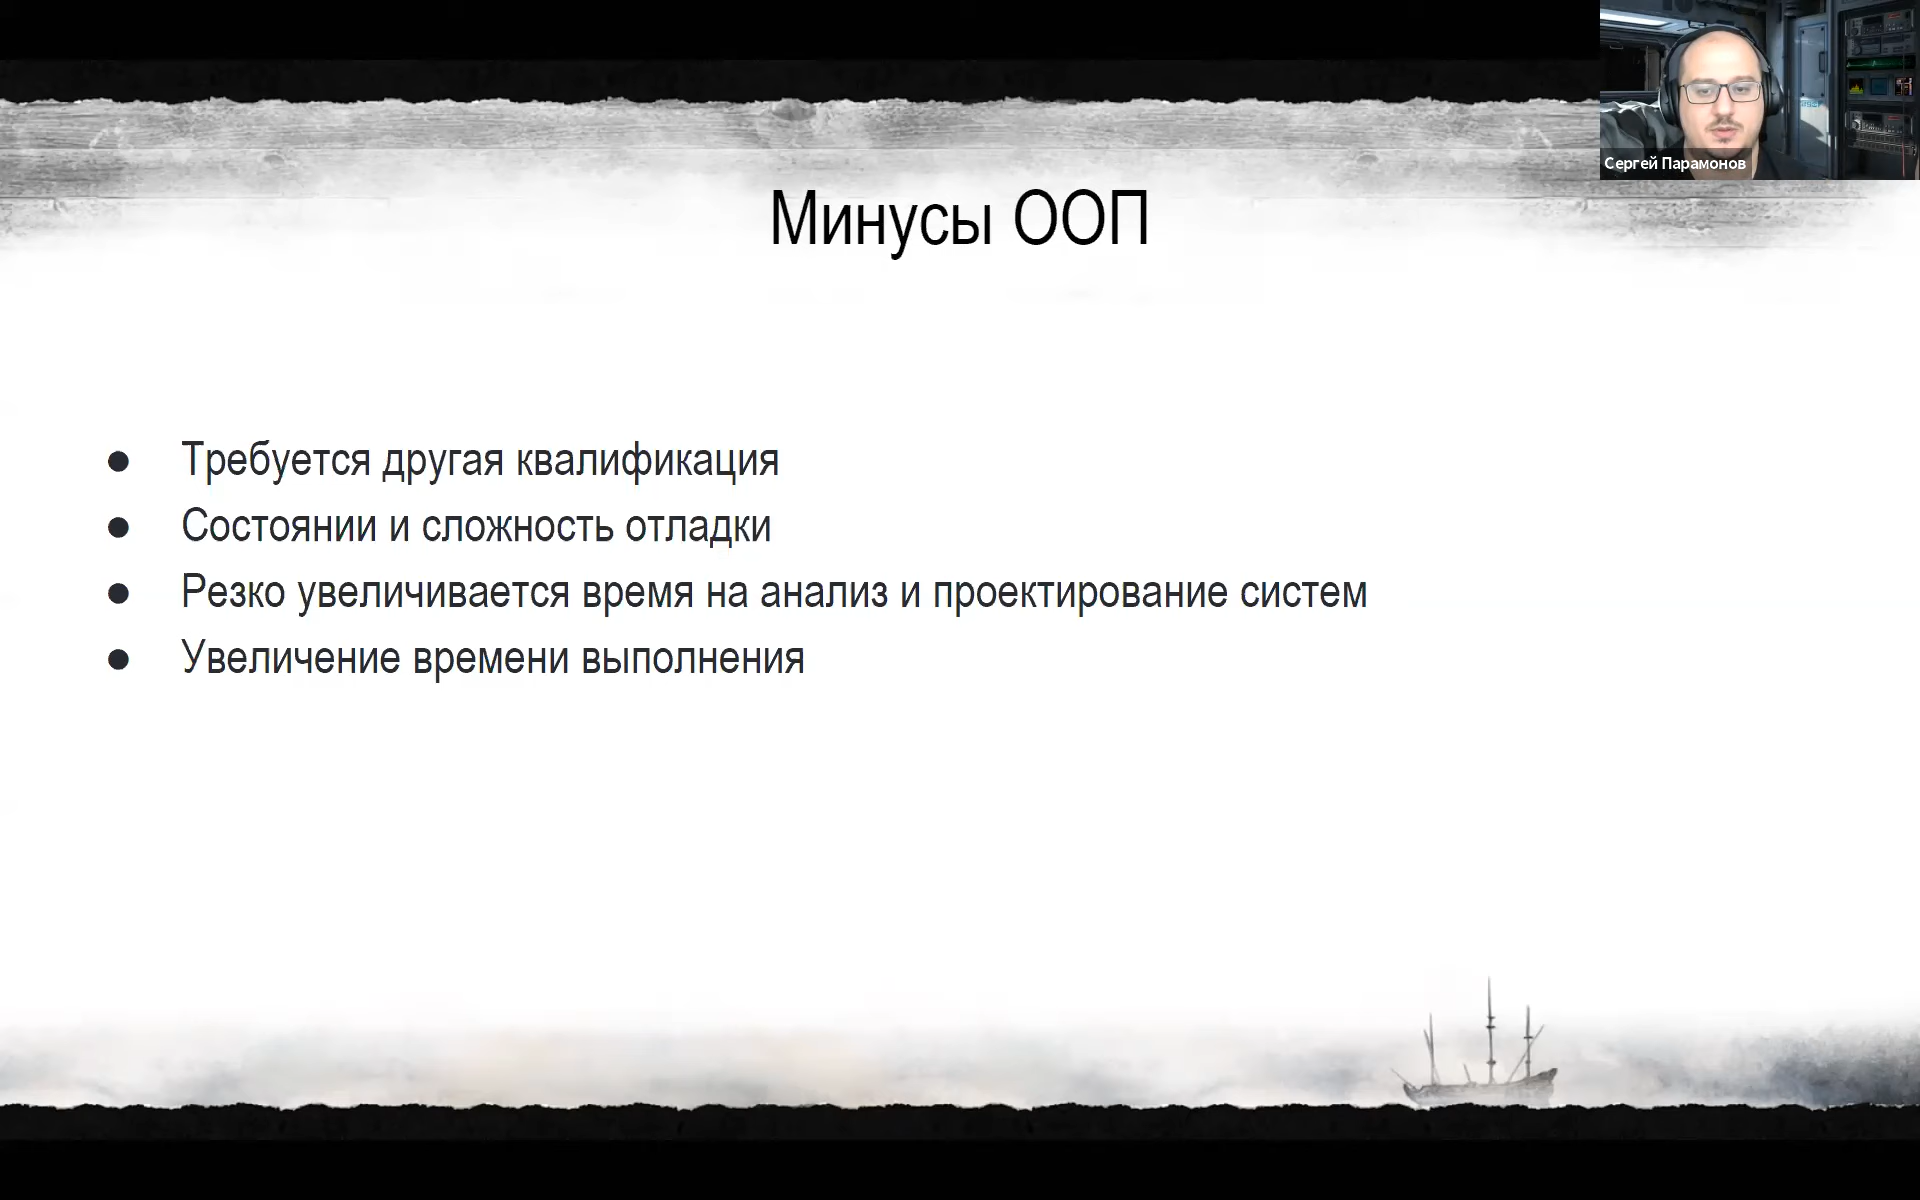 Сергей Парамонов
Минусы ООП
● Требуется другая квалификация
● Состоянии и сложность отладки
● Резко увеличивается время на анализ и проектирование систем
● Увеличение времени выполнения